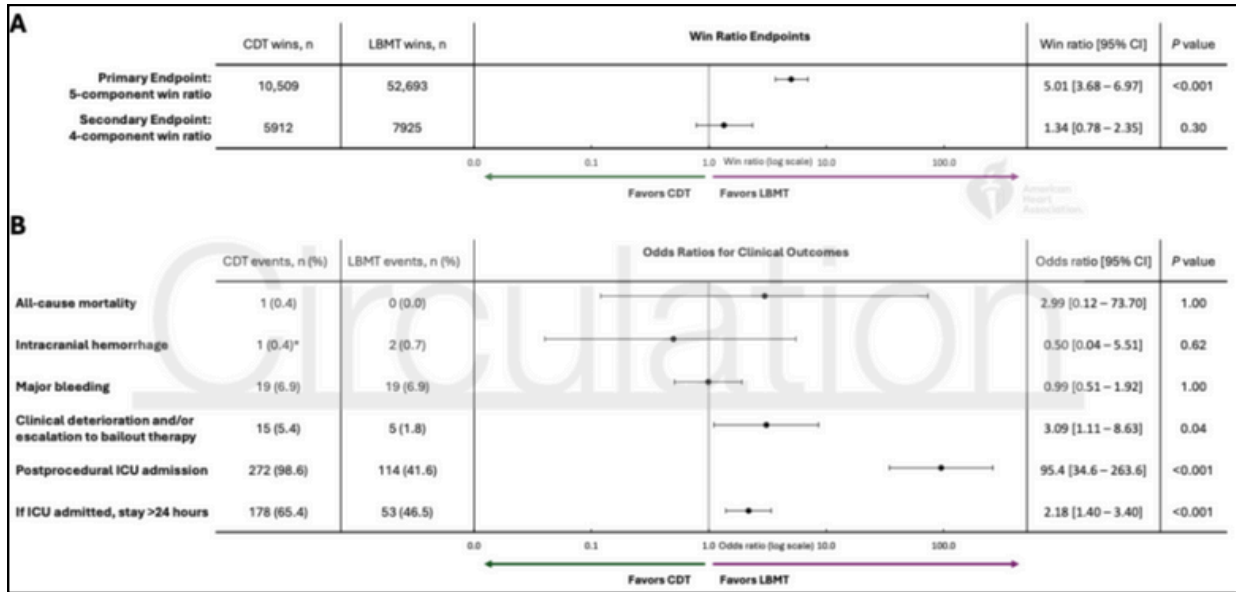 A
CDT wins, n LBMT wins, n Win Ratio Endpoints Win ratio [95% CI] P value
Primary Endpoint:
5-component win ratio 10,509 52,693 5.01 [3.68 – 6.97] <0.001
Secondary Endpoint:
4-component win ratio 5912 7925 1.34 [0.78 – 2.35] 0.30
0.0 0.1 1.0 Win ratio (log scale) 10.0 100.0
Favors CDT Favors LBMT
American
Heart
Association.
B
Circulation
CDT events, n (%) LBMT events, n (%) Odds Ratios for Clinical Outcomes Odds ratio [95% CI] P value
All-cause mortality 1 (0.4) 0 (0.0) 2.99 [0.12 – 73.70] 1.00
Intracranial hemorrhage 1 (0.4)* 2 (0.7) 0.50 [0.04 – 5.51] 0.62
Major bleeding 19 (6.9) 19 (6.9) 0.99 [0.51 – 1.92] 1.00
Clinical deterioration and/or
escalation to bailout therapy 15 (5.4) 5 (1.8) 3.09 [1.11 – 8.63] 0.04
Postprocedural ICU admission 272 (98.6) 114 (41.6) 95.4 [34.6 – 263.6] <0.001
If ICU admitted, stay >24 hours 178 (65.4) 53 (46.5) 2.18 [1.40 – 3.40] <0.001
0.0 0.1 1.0 Odds ratio (log scale) 10.0 100.0
Favors CDT Favors LBMT